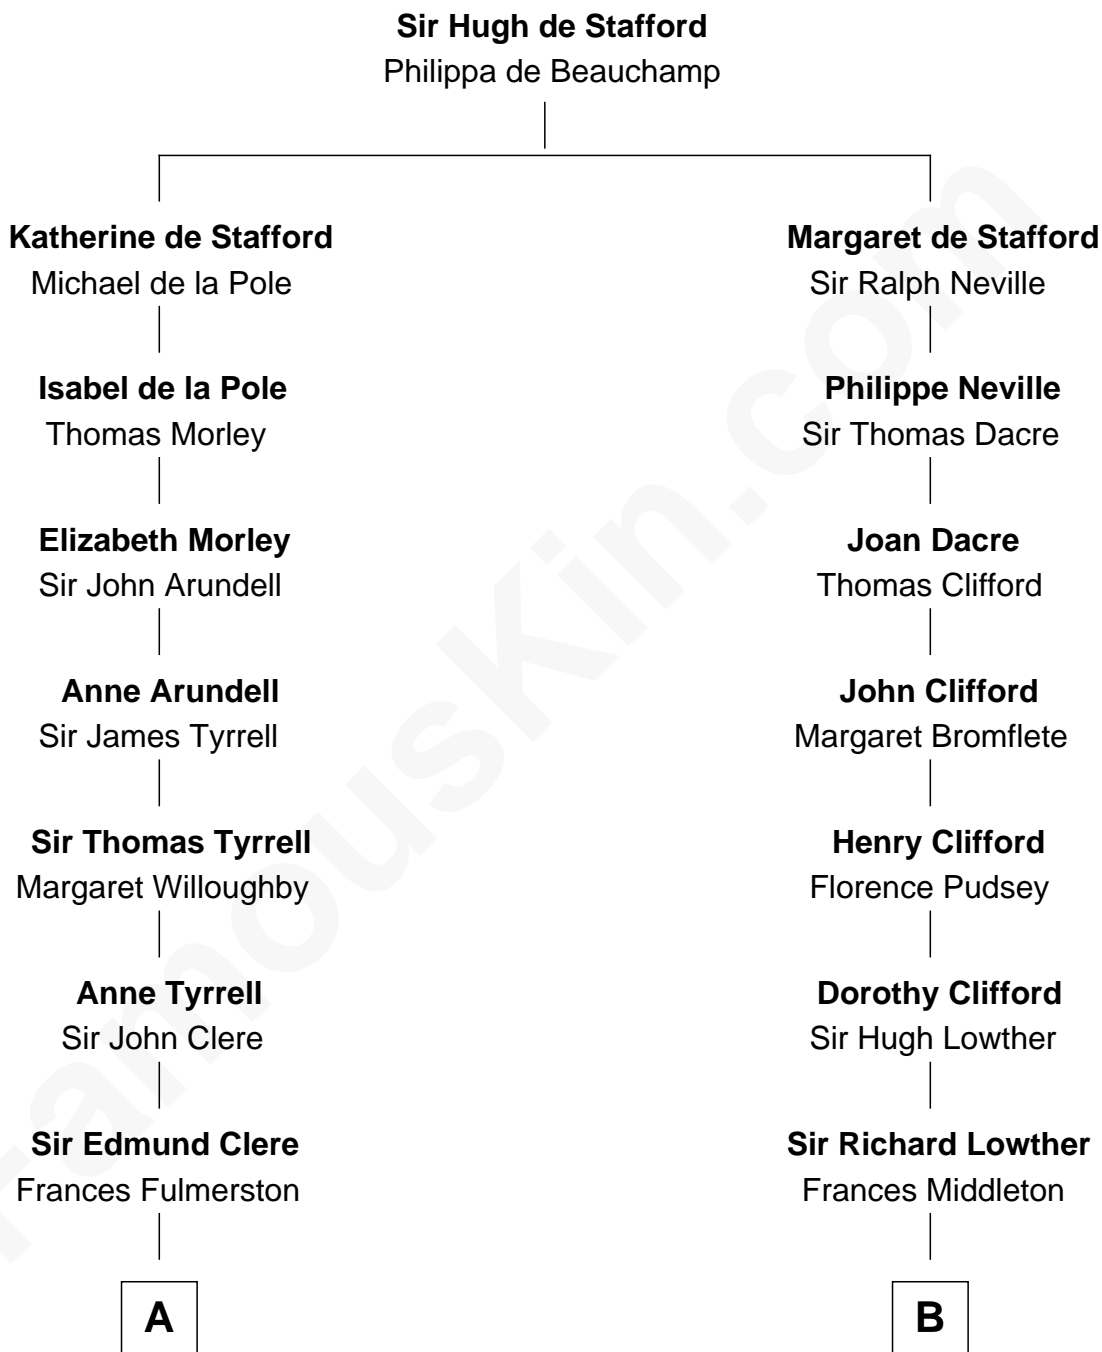 Sir Hugh de Stafford
Philippa de Beauchamp
Katherine de Stafford
Michael de la Pole
Margaret de Stafford
Sir Ralph Neville
Isabel de la Pole
Thomas Morley
Philippe Neville
Sir Thomas Dacre
Elizabeth Morley
Sir John Arundell
Joan Dacre
Thomas Clifford
Anne Arundell
Sir James Tyrrell
John Clifford
Margaret Bromflete
Sir Thomas Tyrrell
Margaret Willoughby
Henry Clifford
Florence Pudsey
Anne Tyrrell
Sir John Clere
Dorothy Clifford
Sir Hugh Lowther
Sir Edmund Clere
Frances Fulmerston
Sir Richard Lowther
Frances Middleton
A
B
FamousKin.com